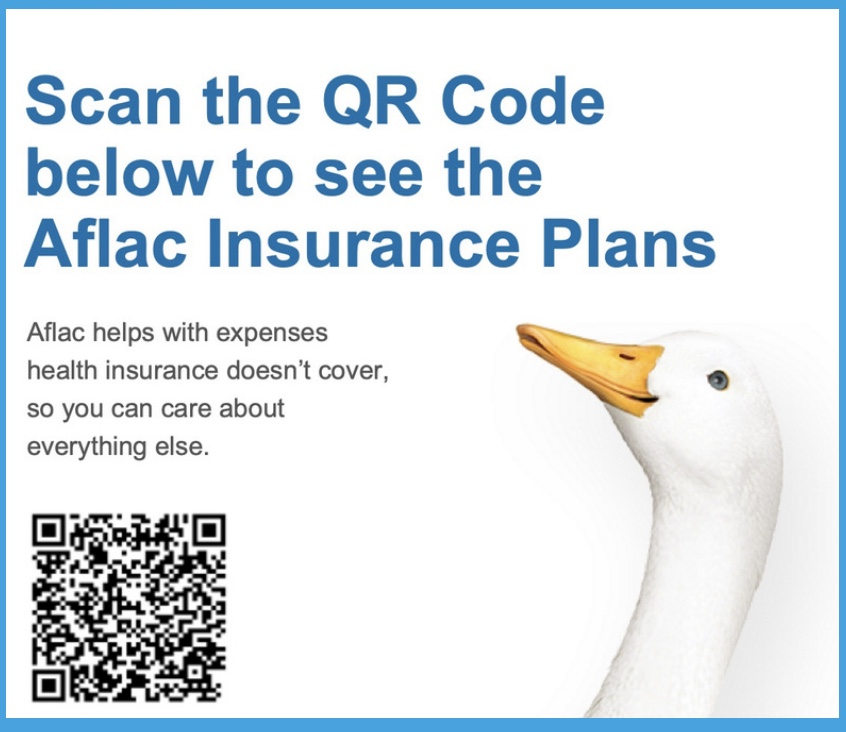 Scan the QR Code
below to see the
Aflac Insurance Plans
Aflac helps with expenses
health insurance doesn’t cover,
so you can care about
everything else.